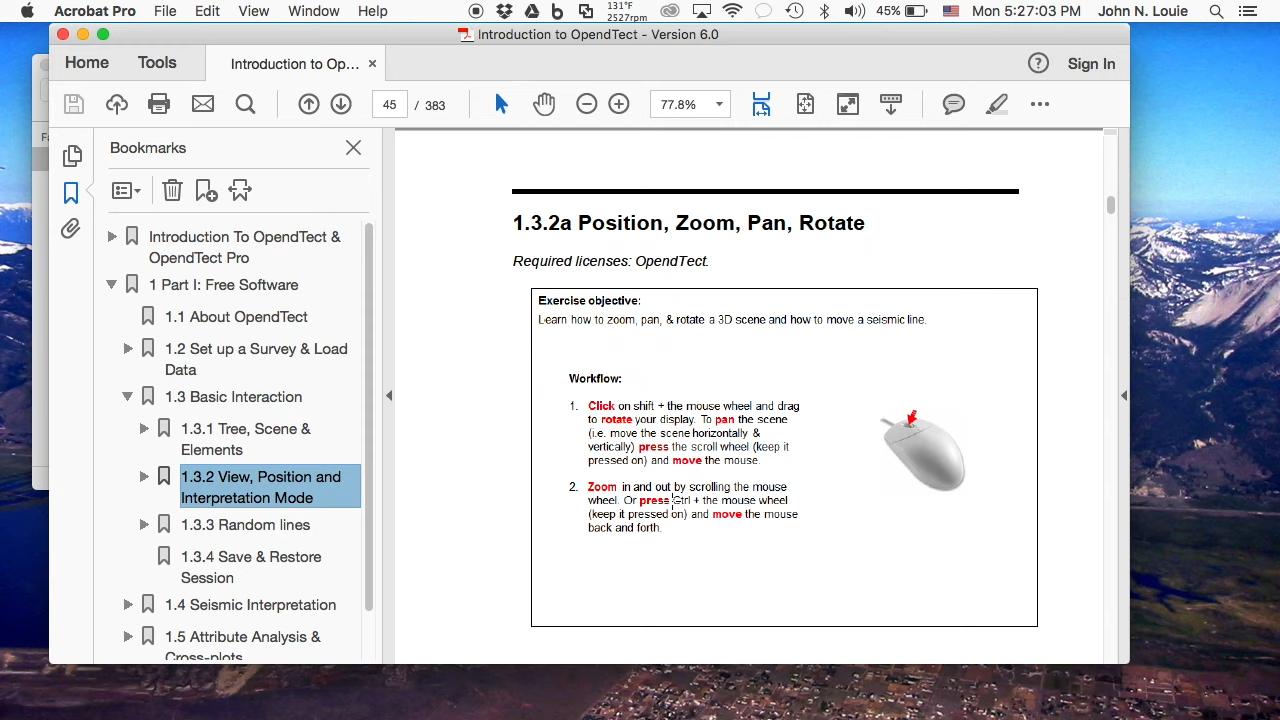 Acrobat Pro File Edit View Window Help
131°F
2527rpm
45%
Mon 5:27:03 PM John N. Louie
Introduction to OpendTect - Version 6.0
Home Tools Introduction to Op... × ? Sign In
45 / 383 77.8%
Bookmarks
Introduction To OpendTect &
OpendTect Pro
1 Part I: Free Software
1.1 About OpendTect
1.2 Set up a Survey & Load
Data
1.3 Basic Interaction
1.3.1 Tree, Scene &
Elements
1.3.2 View, Position and
Interpretation Mode
1.3.3 Random lines
1.3.4 Save & Restore
Session
1.4 Seismic Interpretation
1.5 Attribute Analysis &
Cross-plots
1.3.2a Position, Zoom, Pan, Rotate
Required licenses: OpendTect.
Exercise objective:
Learn how to zoom, pan, & rotate a 3D scene and how to move a seismic line.
Workflow:
1. Click on shift + the mouse wheel and drag
to rotate your display. To pan the scene
(i.e. move the scene horizontally &
vertically) press the scroll wheel (keep it
pressed on) and move the mouse.
2. Zoom in and out by scrolling the mouse
wheel. Or press Ctrl + the mouse wheel
(keep it pressed on) and move the mouse
back and forth.